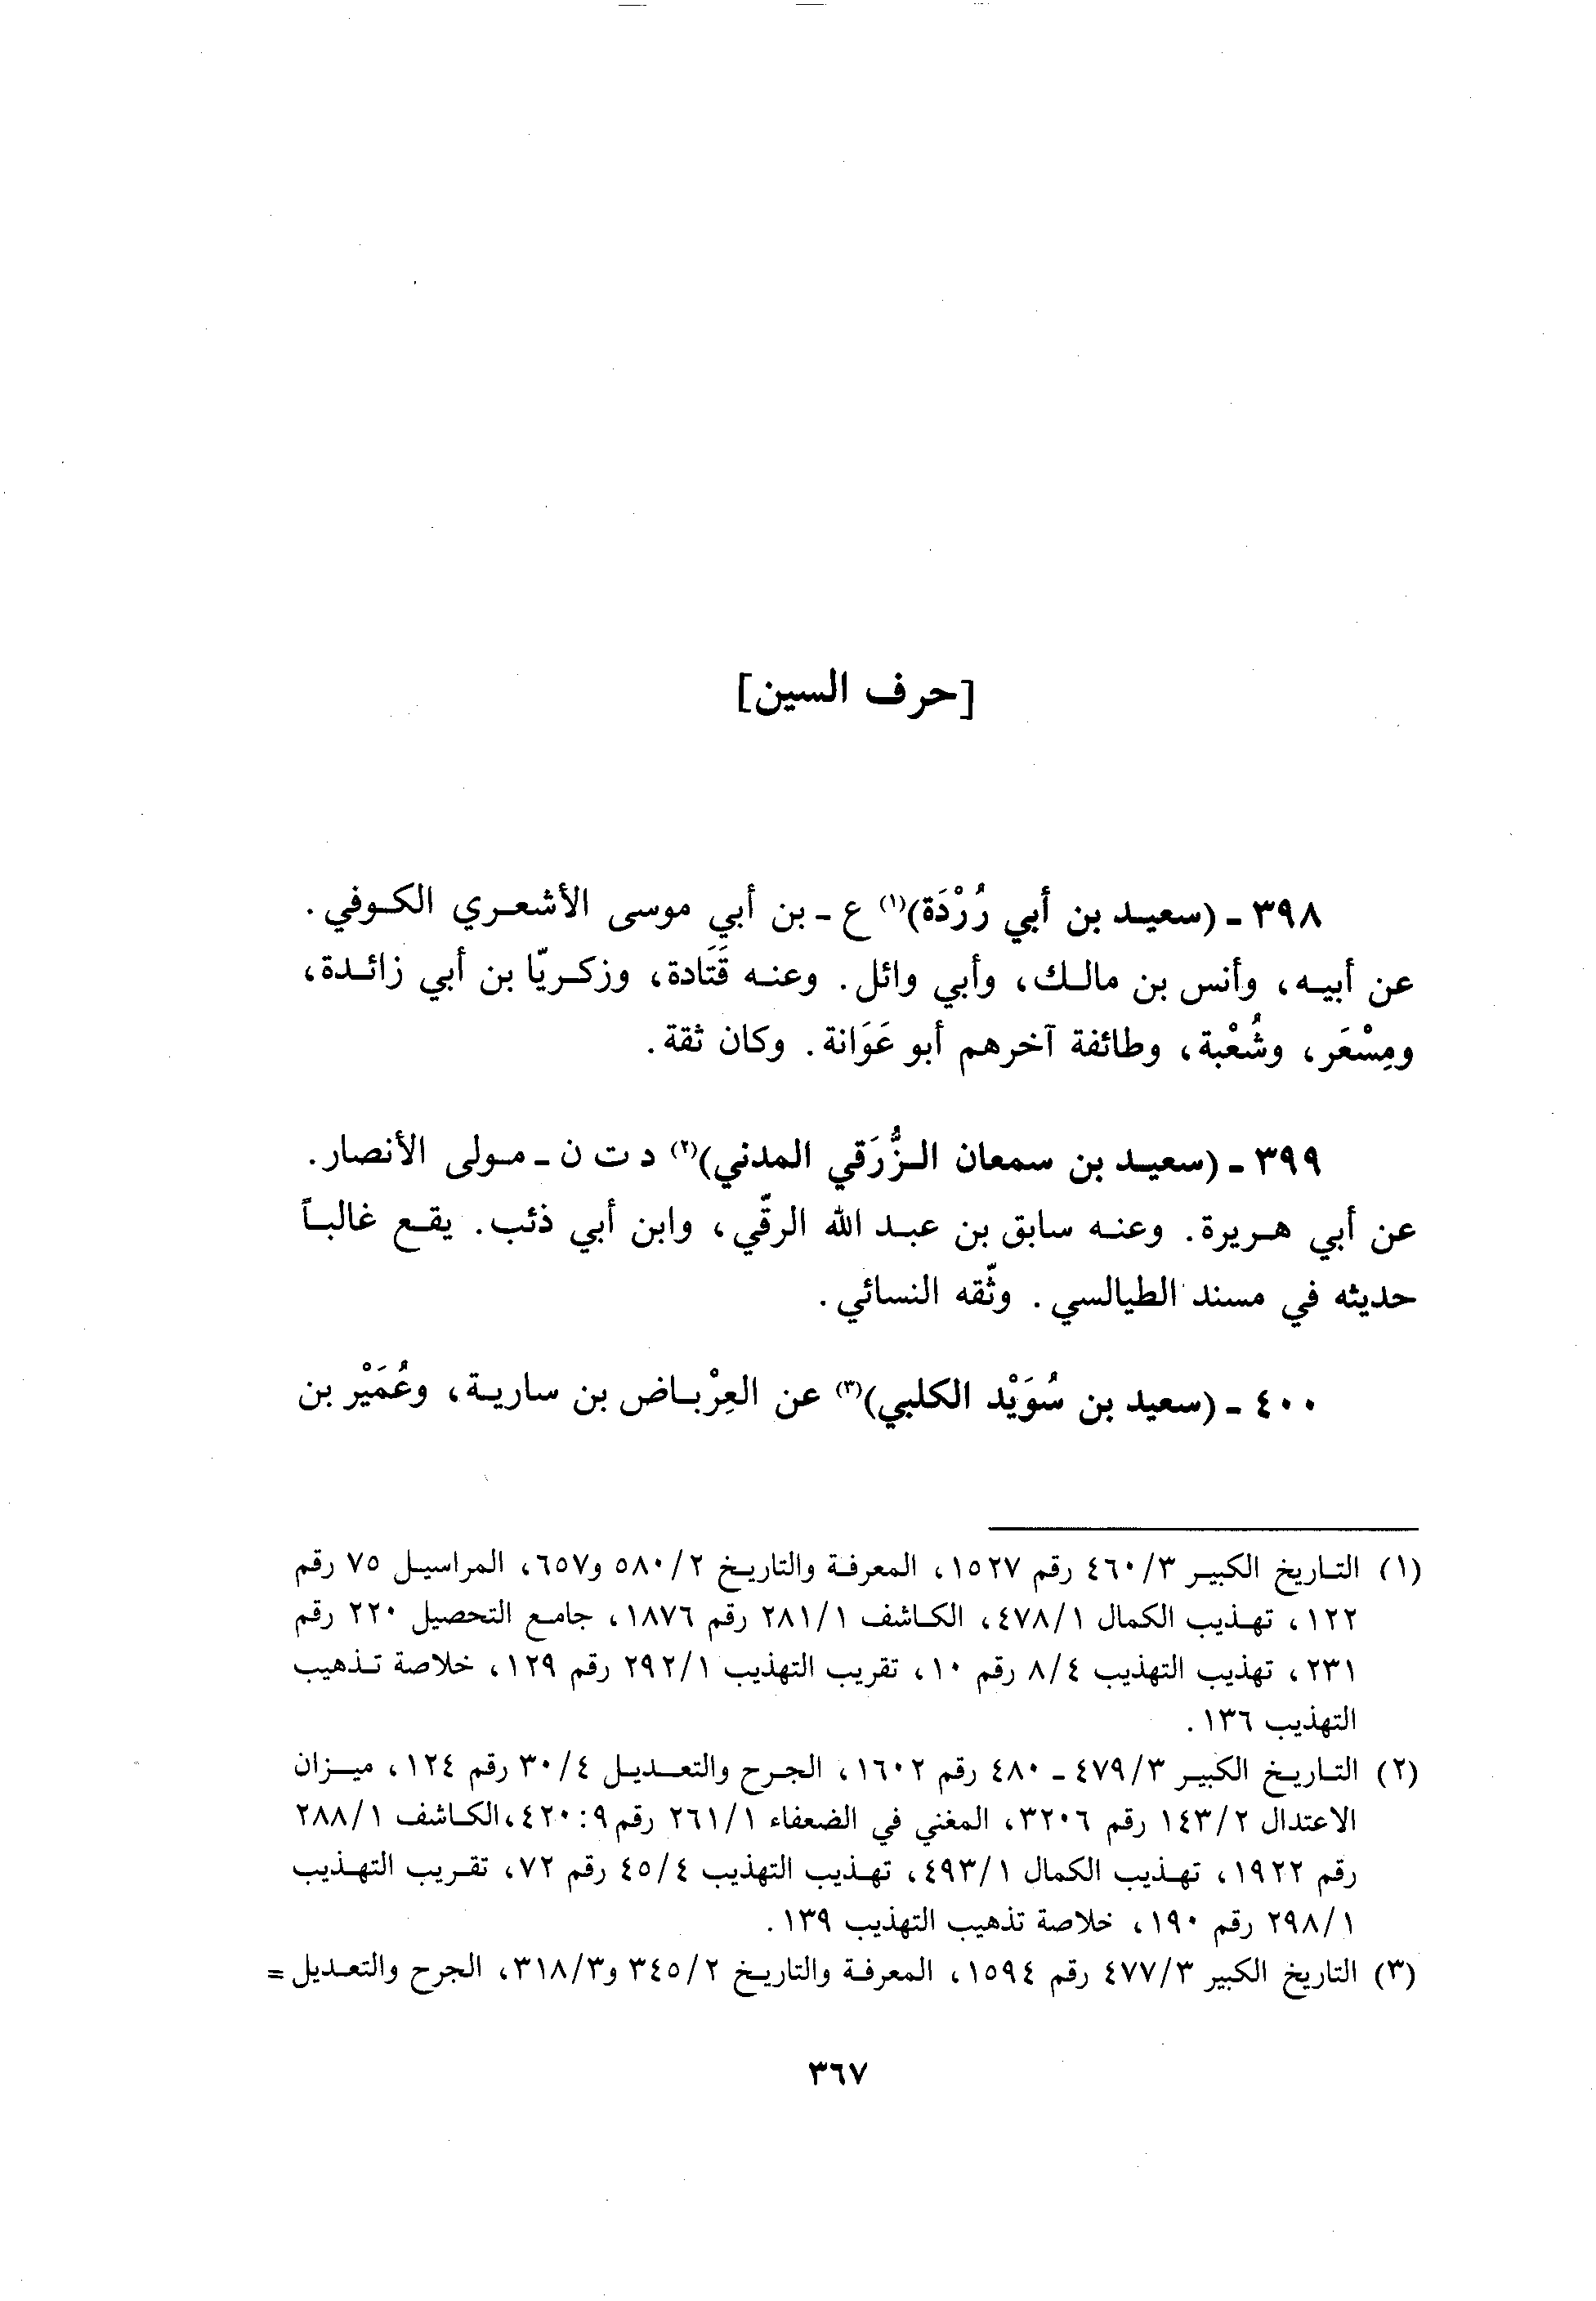 [حرف السين]
٣٩٨ - (سعيد بن أبي رُرْدَة)(١) ع - بن أبي موسى الأشعري الكوفي.
عن أبيه، وأنس بن مالك، وأبي وائل. وعنه قَتَادة، وزكريّا بن أبي زائدة،
ومِسْعَر، وشُعْبة، وطائفة آخرهم أبو عَوَانة. وكان ثقة.
٣٩٩ - (سعيد بن سمعان الزُّرَقي المدني)(٢) د ت ن - مولى الأنصار.
عن أبي هريرة. وعنه سابق بن عبد الله الرقّي، وابن أبي ذئب. يقع غالباً
حديثه في مسند الطيالسي. وثّقه النسائي.
٤٠٠ - (سعيد بن سُوَيْد الكلبي)(٣) عن العِرْباض بن سارية، وعُمَيْر بن
(١) التاريخ الكبير ٤٦٠/٣ رقم ١٥٢٧، المعرفة والتاريخ ٥٨٠/٢ و٦٥٧، المراسيل ٧٥ رقم
١٢٢، تهذيب الكمال ٤٧٨/١، الكاشف ٢٨١/١ رقم ١٨٧٦، جامع التحصيل ٢٢٠ رقم
٢٣١، تهذيب التهذيب ٨/٤ رقم ١٠، تقريب التهذيب ٢٩٢/١ رقم ١٢٩، خلاصة تذهيب
التهذيب ١٣٦.
(٢) التاريخ الكبير ٤٧٩/٣ - ٤٨٠ رقم ١٦٠٢، الجرح والتعديل ٣٠/٤ رقم ١٢٤، ميزان
الاعتدال ١٤٣/٢ رقم ٣٢٠٦، المغني في الضعفاء ٢٦١/١ رقم ٩:٤٢٠، الكاشف ٢٨٨/١
رقم ١٩٢٢، تهذيب الكمال ٤٩٣/١، تهذيب التهذيب ٤٥/٤ رقم ٧٢، تقريب التهذيب
٢٩٨/١ رقم ١٩٠، خلاصة تذهيب التهذيب ١٣٩.
(٣) التاريخ الكبير ٤٧٧/٣ رقم ١٥٩٤، المعرفة والتاريخ ٣٤٥/٢ و٣١٨/٣، الجرح والتعديل =
٣٦٧